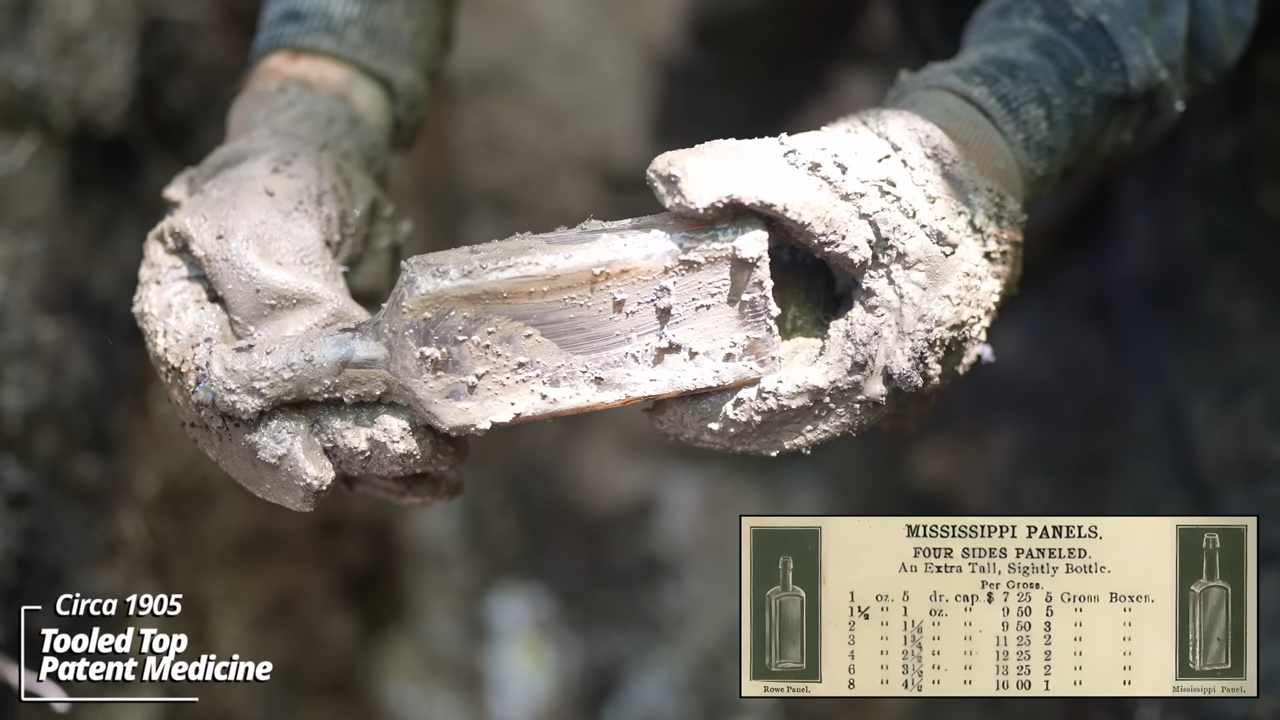 Circa 1905
Tooled Top
Patent Medicine
MISSISSIPPI PANELS.
FOUR SIDES PANELED.
An Extra Tall, Sightly Bottle.
Per Gross.
1 oz. 5 dr. cap. $ 7 25 5 Gross Boxes.
1½ " 1 oz. " 9 50 5 " "
2 " 1⅛ " " 9 50 3 " "
3 " 1¾ " " 11 25 2 " "
4 " 2½ " " 12 25 2 " "
6 " 3½ " " 13 25 2 " "
8 " 4½ " " 16 00 1 " "
Rowe Panel.
Mississippi Panel.